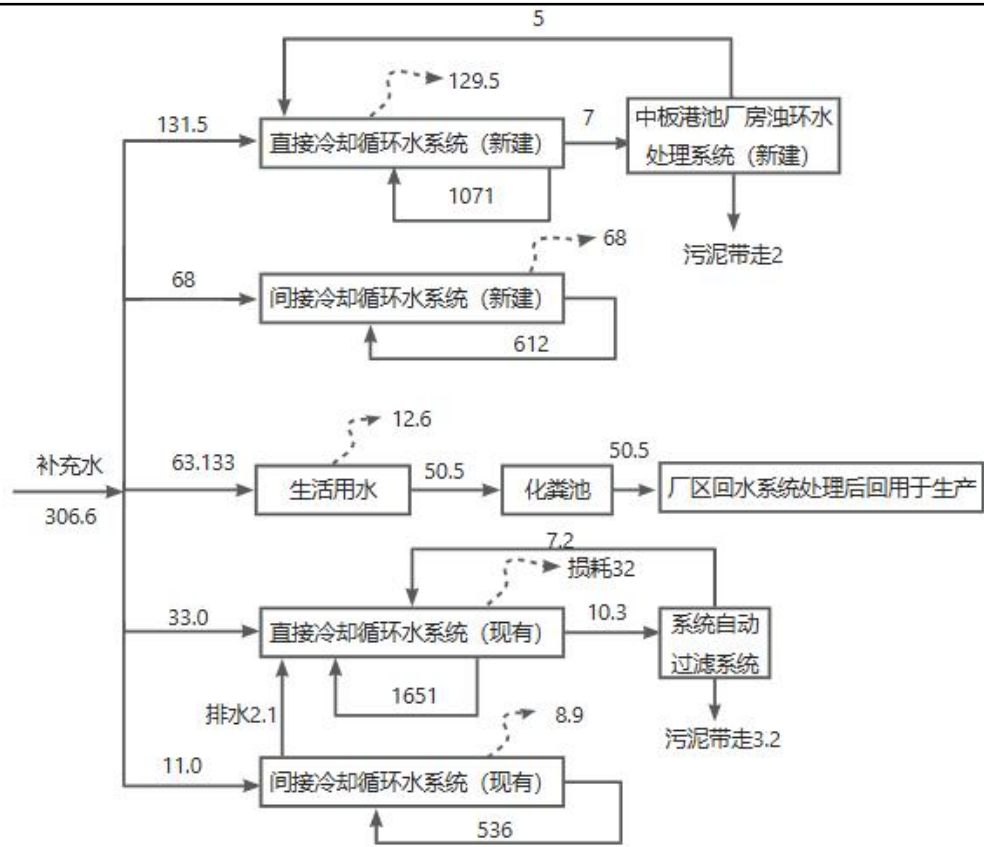 5
129.5
131.5
直接冷却循环水系统（新建）
7
中板港池厂房浊环水
处理系统（新建）
1071
污泥带走2
68
68
间接冷却循环水系统（新建）
612
12.6
补充水
306.6
63.133
生活用水
50.5
化粪池
50.5
厂区回水系统处理后回用于生产
7.2
损耗32
33.0
直接冷却循环水系统（现有）
10.3
系统自动
过滤系统
1651
排水2.1
8.9
污泥带走3.2
11.0
间接冷却循环水系统（现有）
536